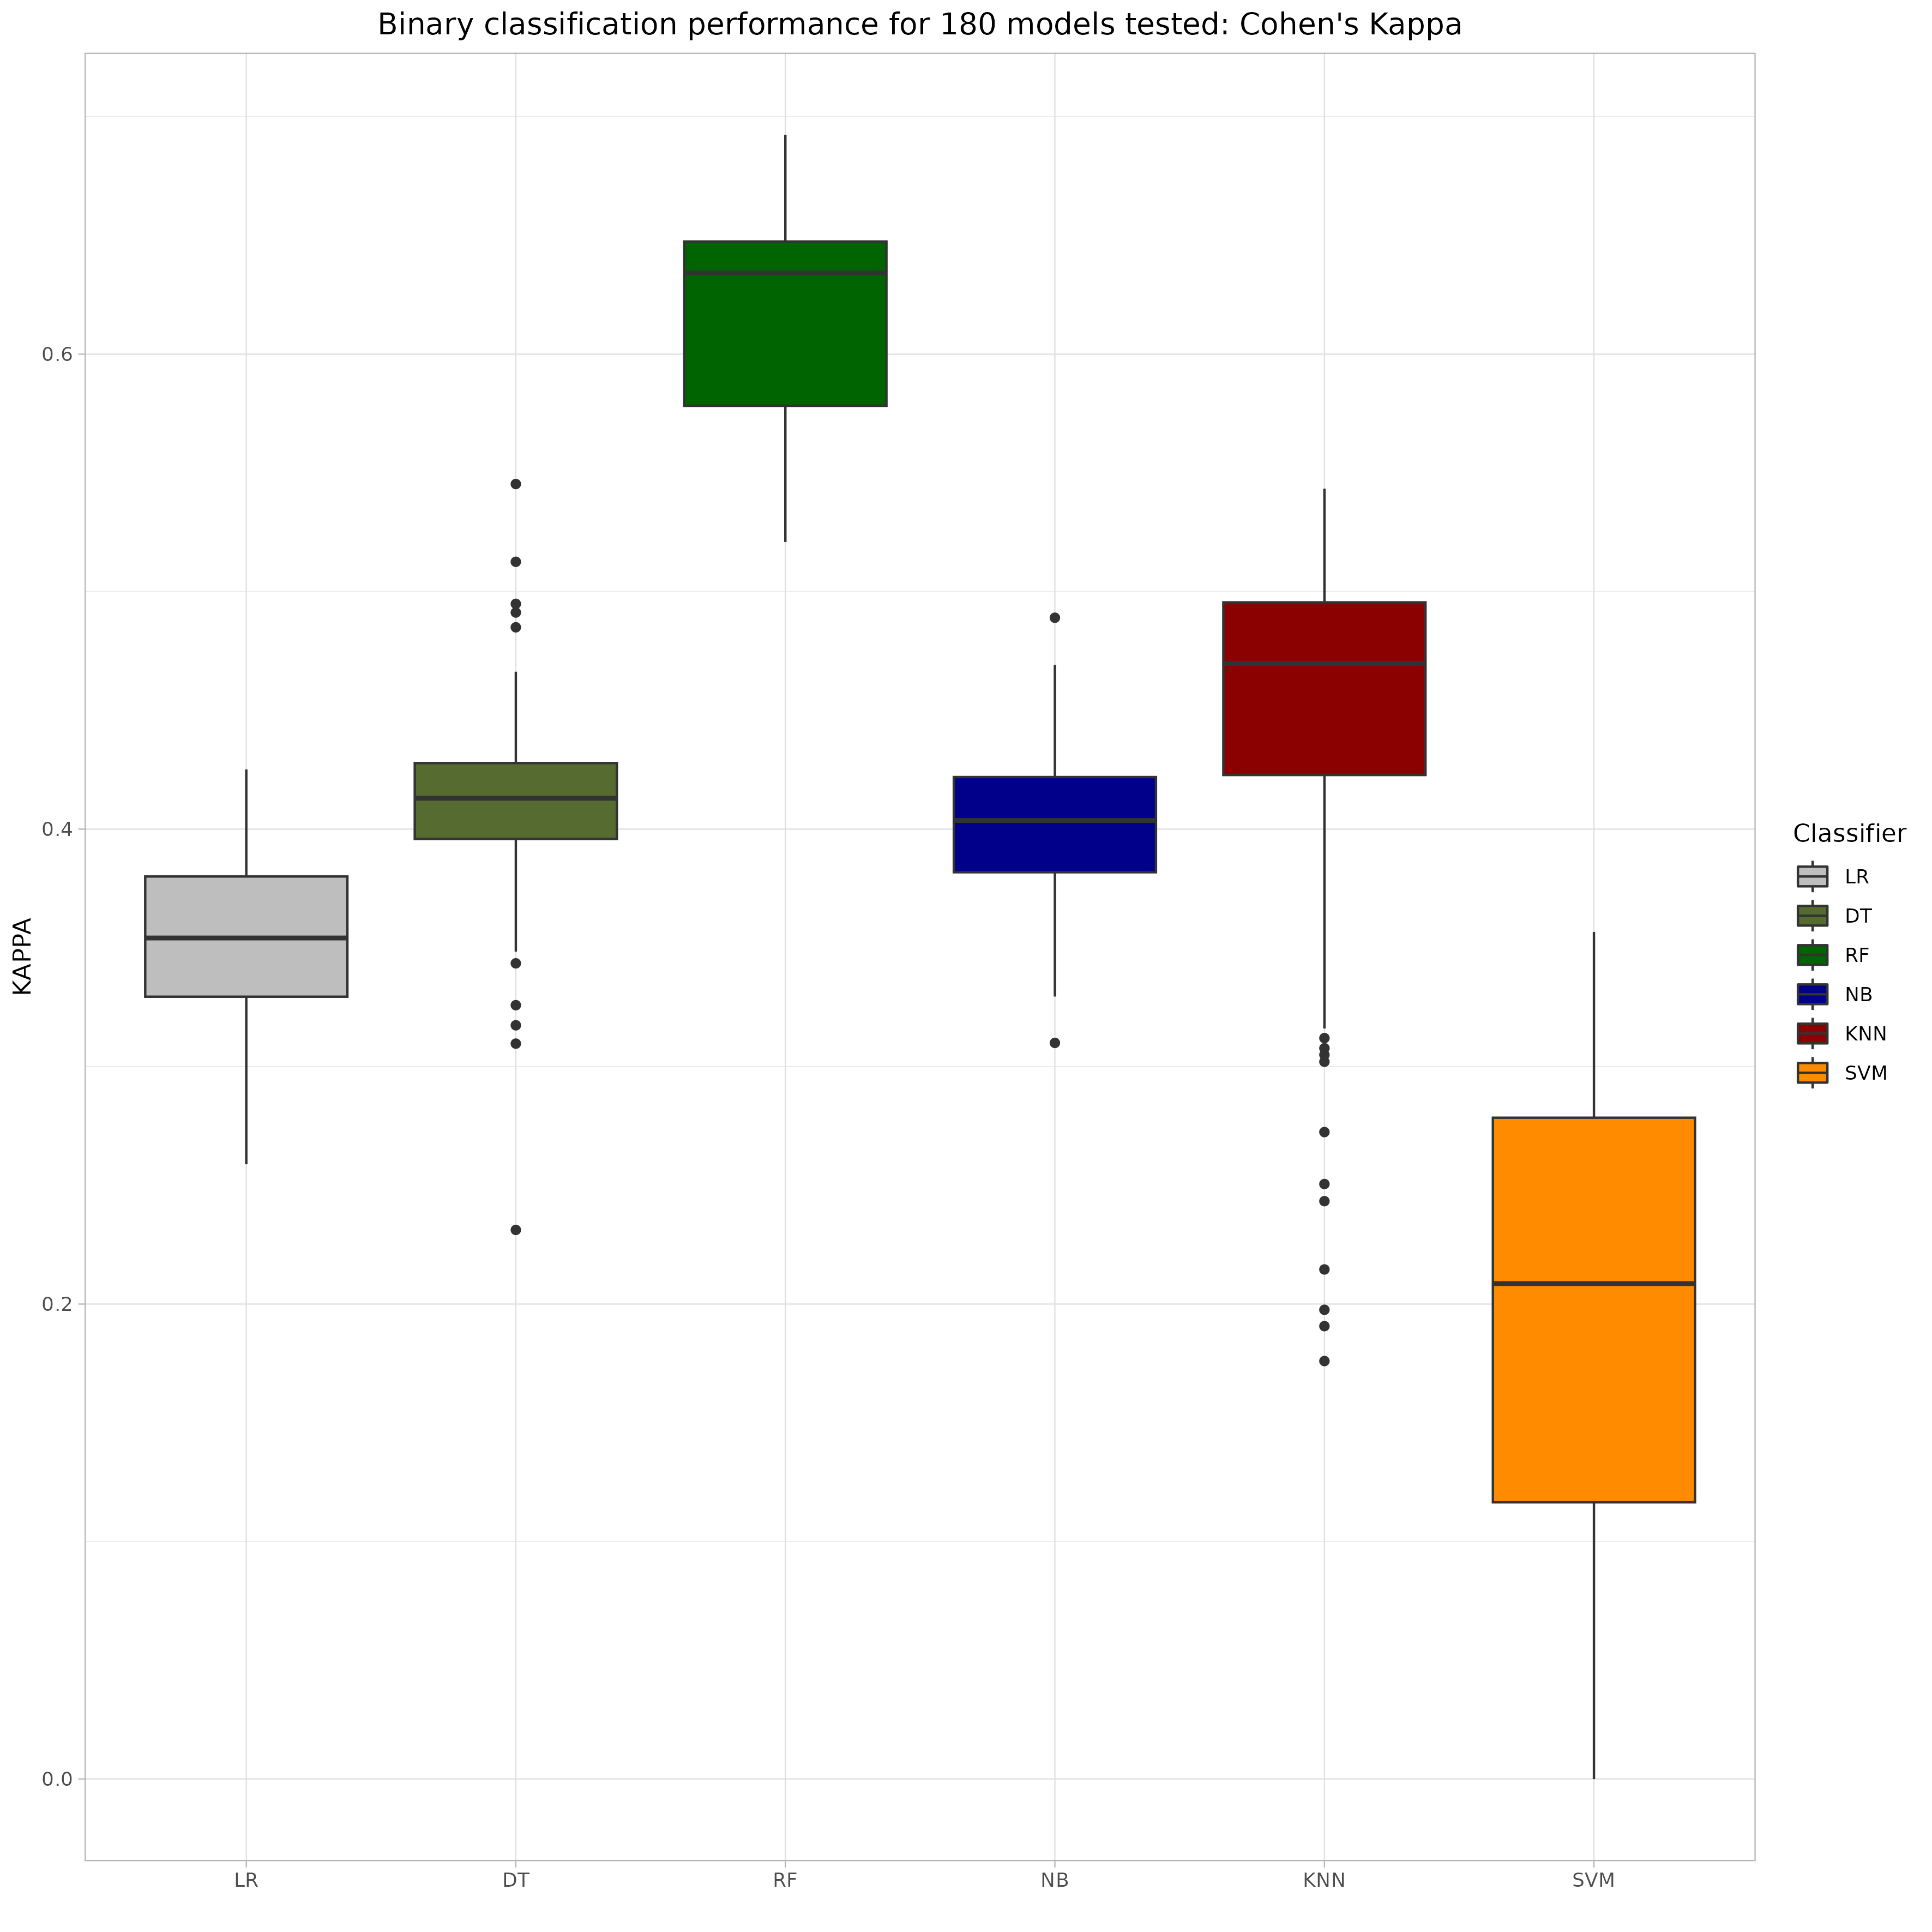 Binary classification performance for 180 models tested: Cohen's Kappa
KAPPA
0.6
0.4
0.2
0.0
LR
DT
RF
NB
KNN
SVM
Classifier
LR
DT
RF
NB
KNN
SVM